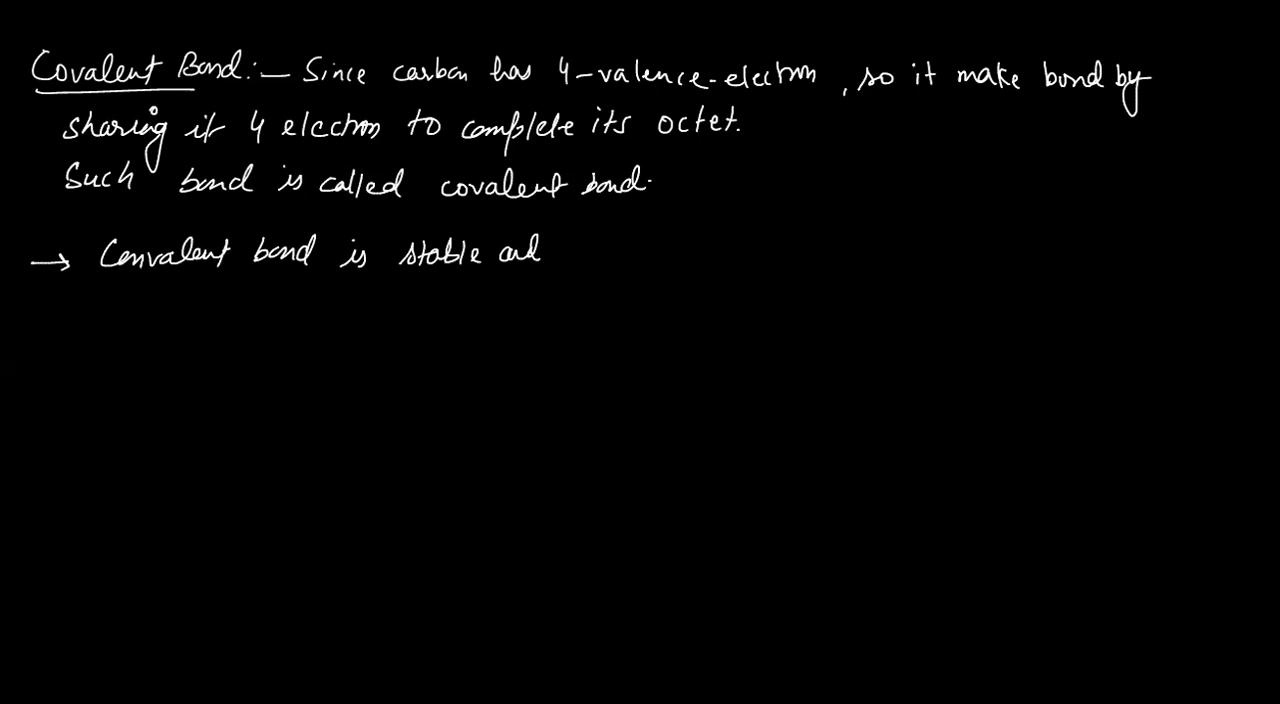 Covalent Bond:— Since carbon has 4-valence-electron, so it make bond by
sharing it 4 electron to complete its octet.
Such bond is called covalent bond.
→ Convalent bond is stable and